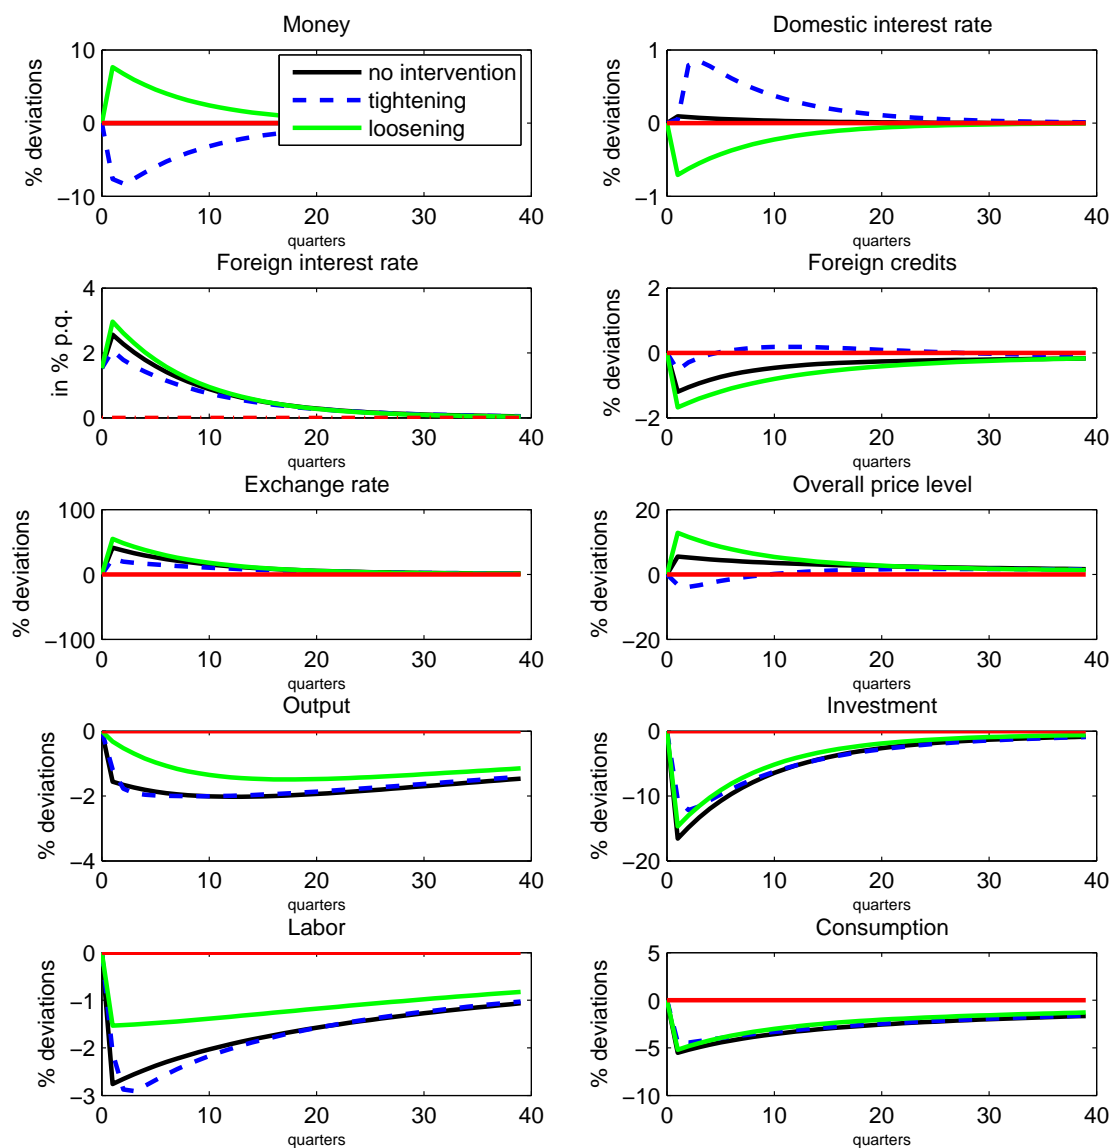 Money
% deviations
10
0
−10
0
10
20
30
40
quarters
no intervention
tightening
loosening
Domestic interest rate
% deviations
1
0
−1
0
10
20
30
40
quarters
Foreign interest rate
in % p.q.
4
2
0
0
10
20
30
40
quarters
Foreign credits
% deviations
2
0
−2
0
10
20
30
40
quarters
Exchange rate
% deviations
100
0
−100
0
10
20
30
40
quarters
Overall price level
% deviations
20
0
−20
0
10
20
30
40
quarters
Output
% deviations
0
−2
−4
0
10
20
30
40
quarters
Investment
% deviations
0
−10
−20
0
10
20
30
40
quarters
Labor
% deviations
0
−1
−2
−3
0
10
20
30
40
quarters
Consumption
% deviations
5
0
−5
−10
0
10
20
30
40
quarters